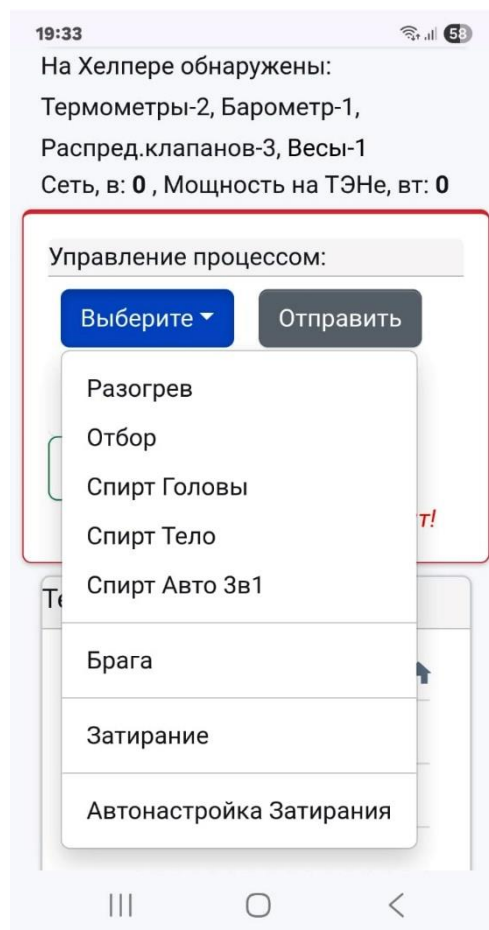 19:33
58
На Хелпере обнаружены:
Термометры-2, Барометр-1,
Распред.клапанов-3, Весы-1
Сеть, в: 0 , Мощность на ТЭНе, вт: 0
Управление процессом:
Выберите
Отправить
Разогрев
Отбор
Спирт Головы
Спирт Тело
Спирт Авто 3в1
Брага
Затирание
Автонастройка Затирания